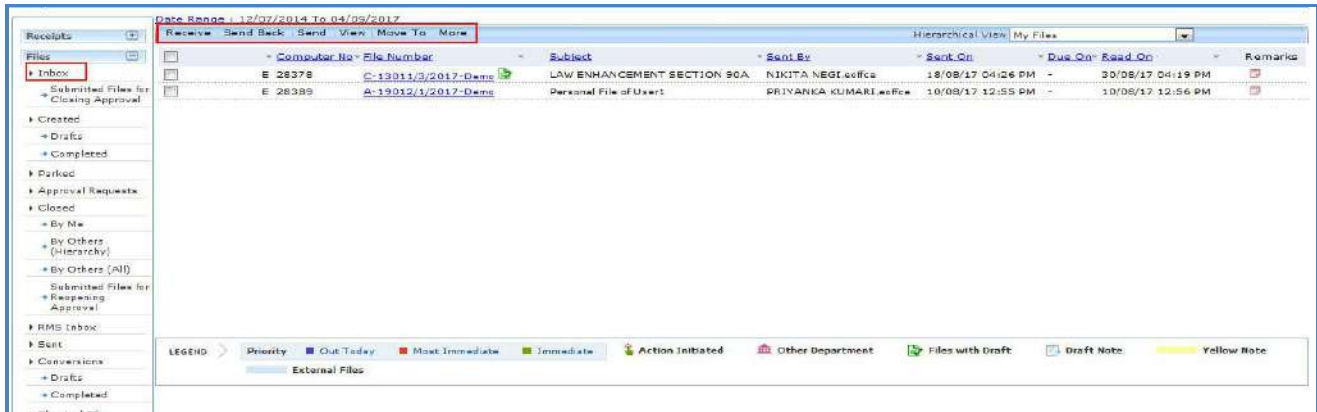 Date Range : 12/07/2014 To 04/09/2017
Receive Send Back Send View Move To More
Hierarchical View My Files
Receipts
Files
Inbox
Submitted Files for
Closing Approval
Created
Drafts
Completed
Parked
Approval Requests
Closed
By Me
By Others
(Hierarchy)
By Others (All)
Submitted Files for
Reopening
Approval
RMS Inbox
Sent
Conversions
Drafts
Completed
Computer No File Number Subject Sent By Sent On Due On Read On Remarks
E 28378 C-13011/3/2017-Demo LAW ENHANCEMENT SECTION 90A NIKITA NEGI,eoffce 18/08/17 04:26 PM - 30/08/17 04:19 PM
E 28389 A-19012/1/2017-Demo Personal File of User1 PRIYANKA KUMARI,eoffce 10/08/17 12:55 PM - 10/08/17 12:56 PM
LEGEND Priority Out Today Most Immediate Immediate Action Initiated Other Department Files with Draft Draft Note Yellow Note
External Files